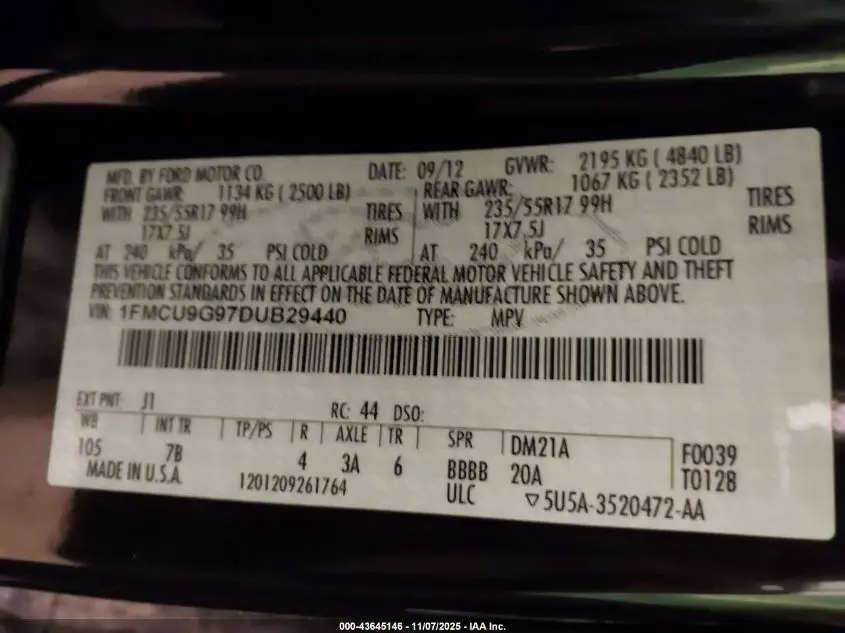 MFD. BY FORD MOTOR CO. DATE: 09/12 GVWR: 2195 KG ( 4840 LB)
FRONT GAWR: 1134 KG ( 2500 LB) REAR GAWR: 1067 KG ( 2352 LB)
WITH 235/55R17 99H TIRES WITH 235/55R17 99H TIRES
17X7.5J RIMS 17X7.5J RIMS
AT 240 kPa/ 35 PSI COLD AT 240 kPa/ 35 PSI COLD
THIS VEHICLE CONFORMS TO ALL APPLICABLE FEDERAL MOTOR VEHICLE SAFETY AND THEFT
PREVENTION STANDARDS IN EFFECT ON THE DATE OF MANUFACTURE SHOWN ABOVE.
VIN: 1FMCU9G97DUB29440 TYPE: MPV
EXT PNT: J1 RC: 44 DSO:
WB INT TR TP/PS R AXLE TR SPR DM21A F0039
105 7B 4 3A 6 BBBB 20A T0128
MADE IN U.S.A. 1201209261764 ULC ▽5U5A-3520472-AA
000-43645146 - 11/07/2025 - IAA Inc.